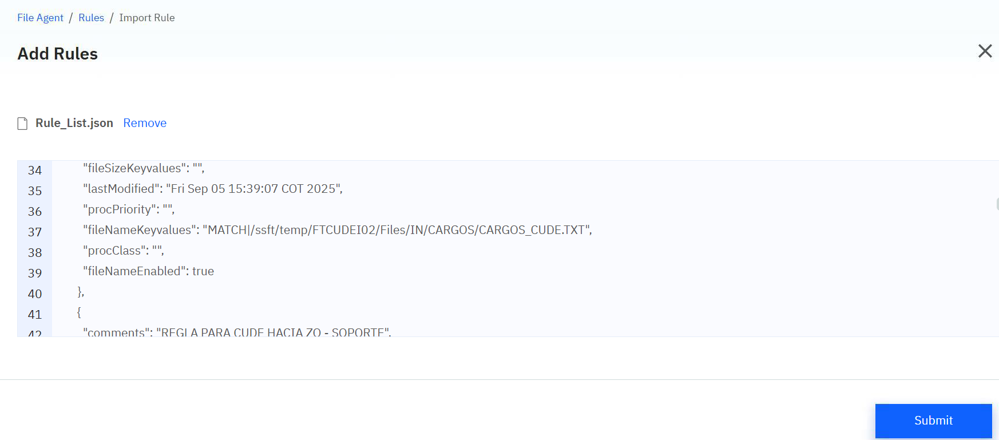 File Agent / Rules / Import Rule
Add Rules
Rule_List.json Remove
34 "fileSizeKeyvalues": "",
35 "lastModified": "Fri Sep 05 15:39:07 COT 2025",
36 "procPriority": "",
37 "fileNameKeyvalues": "MATCH|/ssft/temp/FTCUDEI02/Files/IN/CARGOS/CARGOS_CUDE.TXT",
38 "procClass": "",
39 "fileNameEnabled": true
40 },
41 {
42 "comments": "REGLA PARA CUDE HACIA ZO - SOPORTE",
Submit